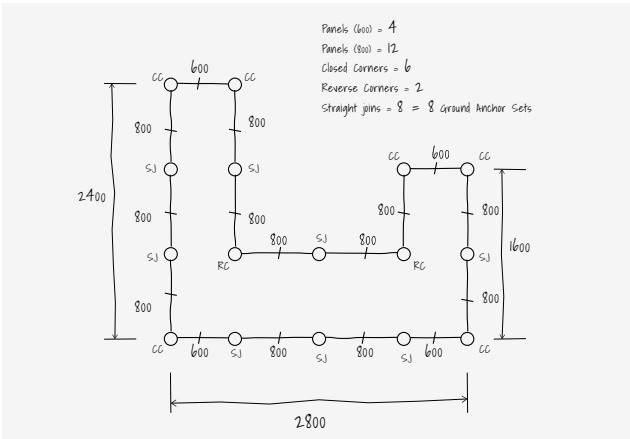 Panels (600) = 4
Panels (800) = 12
Closed Corners = 6
Reverse Corners = 2
Straight joins = 8 = 8 Ground Anchor Sets
600
CC
CC
800
800
SJ
SJ
2400
800
800
SJ
800
RC
800
SJ
800
RC
CC
600
CC
800
800
1600
SJ
800
CC
600
SJ
800
SJ
800
SJ
600
CC
2800